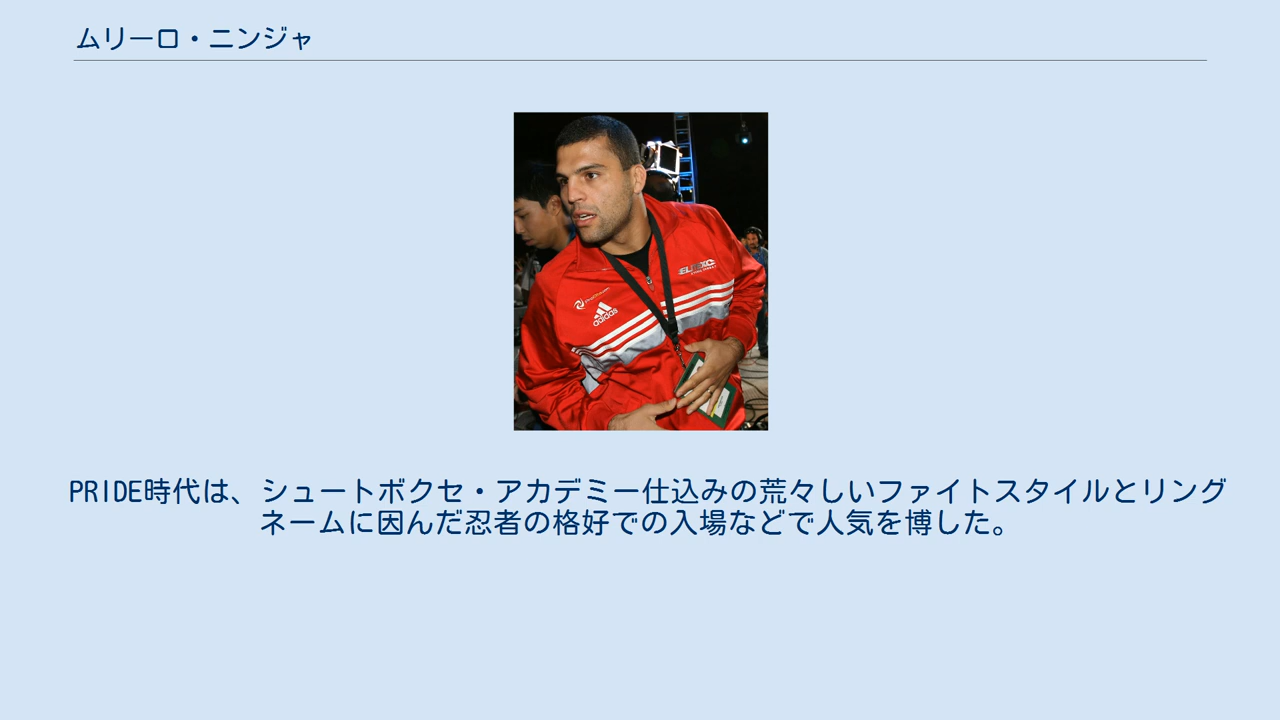 ムリーロ・ニンジャ
adidas
PRIDE時代は、シュートボクセ・アカデミー仕込みの荒々しいファイトスタイルとリング
ネームに因んだ忍者の格好での入場などで人気を博した。